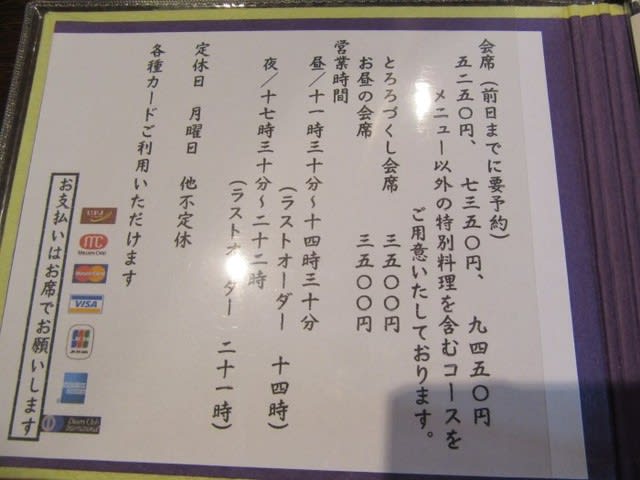 会席（前日までに要予約）
五二五〇円、七三五〇円、九四五〇円
メニュー以外の特別料理を含むコースを
ご用意いたしております。
とろろづくし会席　三五〇〇円
お昼の会席　三五〇〇円
営業時間
昼／十一時三十分～十四時三十分
（ラストオーダー　十四時）
夜／十七時三十分～二十二時
（ラストオーダー　二十一時）
定休日　月曜日　他不定休
各種カードご利用いただけます
MasterCard
VISA
JCB
Diners Club
お支払いはお席でお願いします